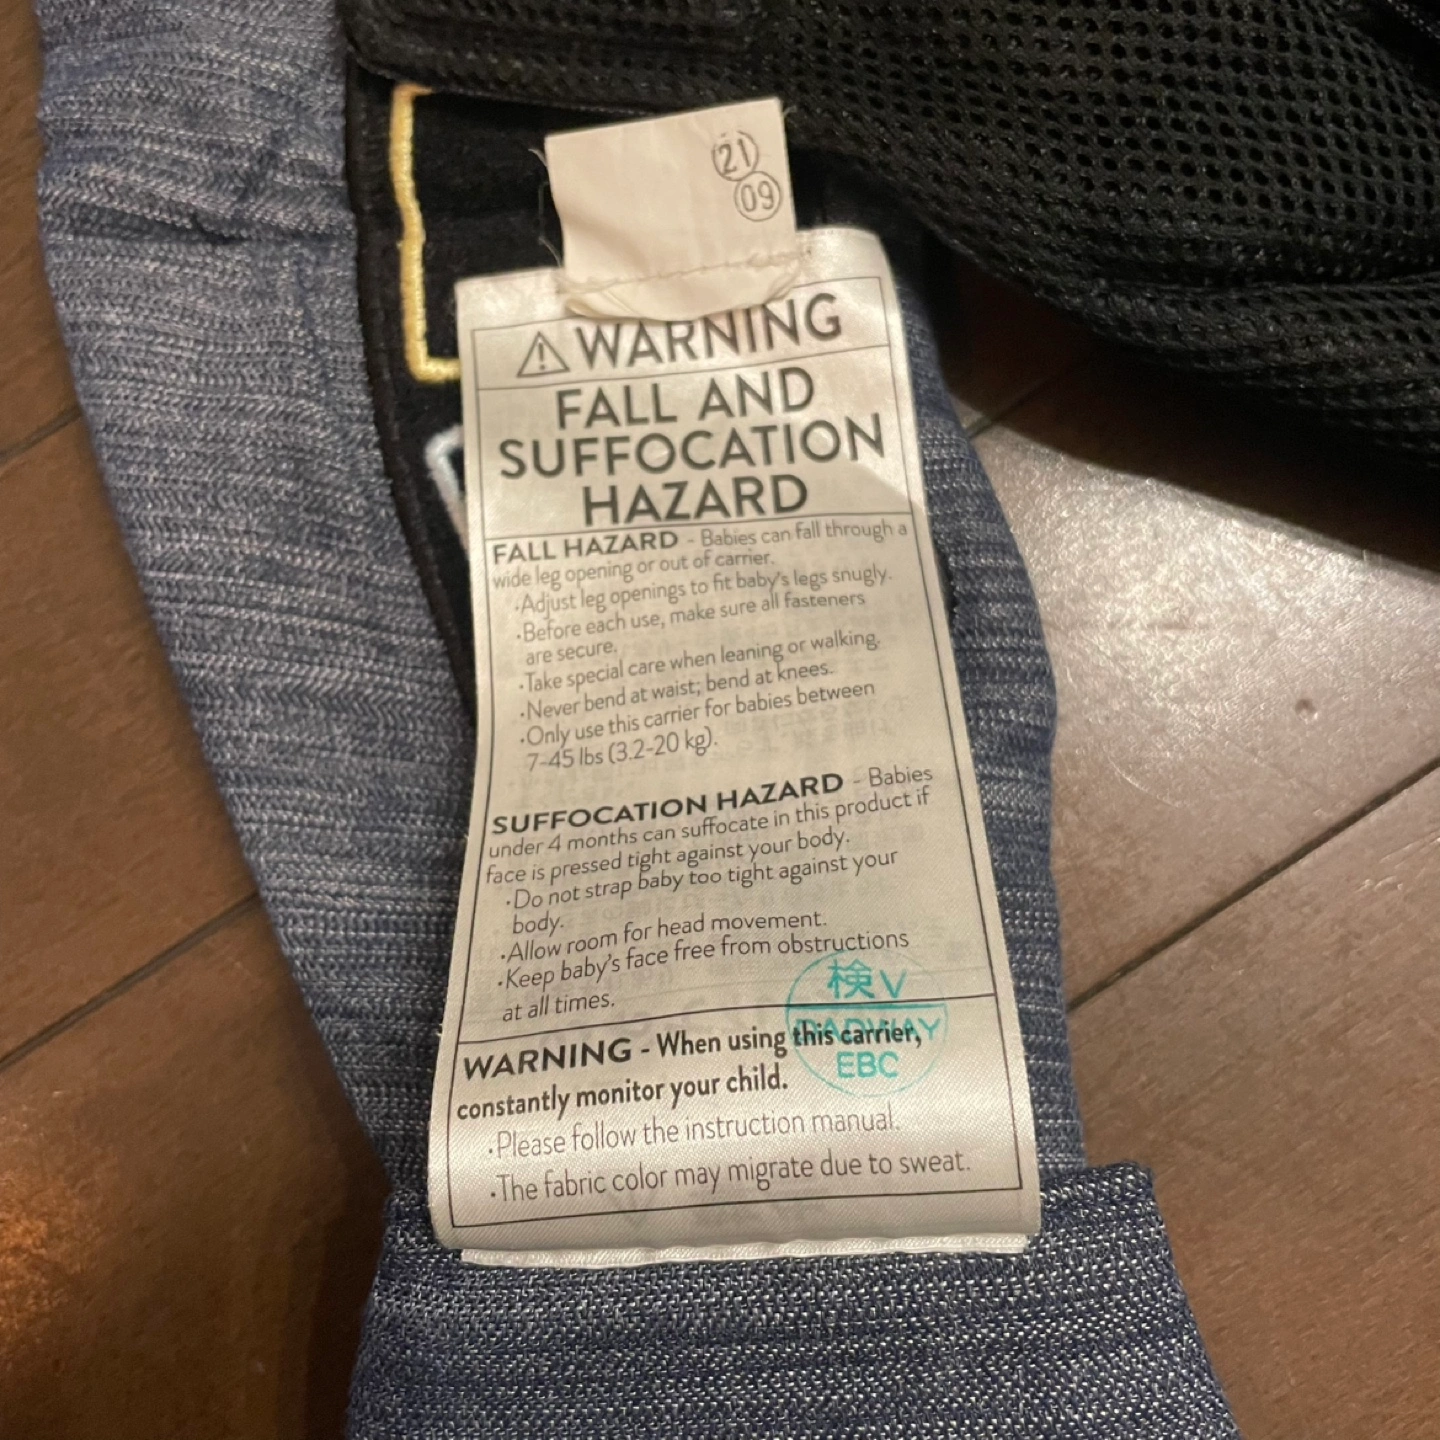 21
09
WARNING
FALL AND
SUFFOCATION
HAZARD
FALL HAZARD - Babies can fall through a
wide leg opening or out of carrier.
·Adjust leg openings to fit baby's legs snugly.
·Before each use, make sure all fasteners
are secure.
·Take special care when leaning or walking.
·Never bend at waist; bend at knees.
·Only use this carrier for babies between
7-45 lbs (3.2-20 kg).
SUFFOCATION HAZARD - Babies
under 4 months can suffocate in this product if
face is pressed tight against your body.
·Do not strap baby too tight against your
body.
·Allow room for head movement.
·Keep baby's face free from obstructions
at all times.
検V
DADWAY
EBC
WARNING - When using this carrier,
constantly monitor your child.
·Please follow the instruction manual.
·The fabric color may migrate due to sweat.